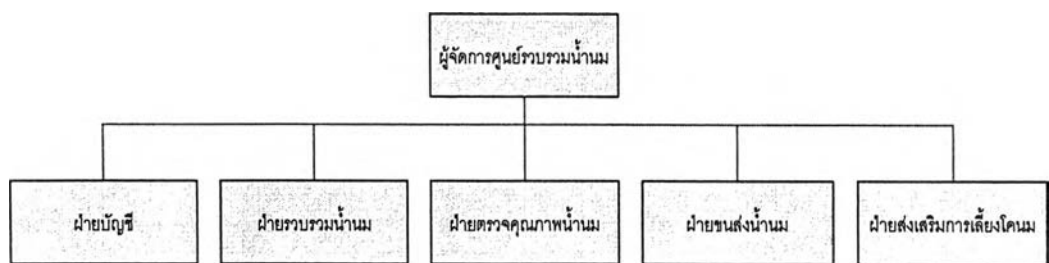 ผู้จัดการศูนย์รวบรวมน้ำนม
ฝ่ายบัญชี
ฝ่ายรวบรวมน้ำนม
ฝ่ายตรวจคุณภาพน้ำนม
ฝ่ายขนส่งน้ำนม
ฝ่ายส่งเสริมการเลี้ยงโคนม